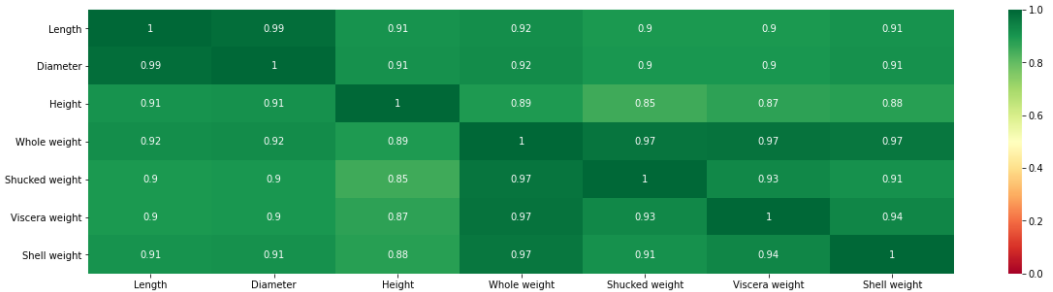 Length 1 0.99 0.91 0.92 0.9 0.9 0.91
Diameter 0.99 1 0.91 0.92 0.9 0.9 0.91
Height 0.91 0.91 1 0.89 0.85 0.87 0.88
Whole weight 0.92 0.92 0.89 1 0.97 0.97 0.97
Shucked weight 0.9 0.9 0.85 0.97 1 0.93 0.91
Viscera weight 0.9 0.9 0.87 0.97 0.93 1 0.94
Shell weight 0.91 0.91 0.88 0.97 0.91 0.94 1
Length Diameter Height Whole weight Shucked weight Viscera weight Shell weight
1.0
0.8
0.6
0.4
0.2
0.0